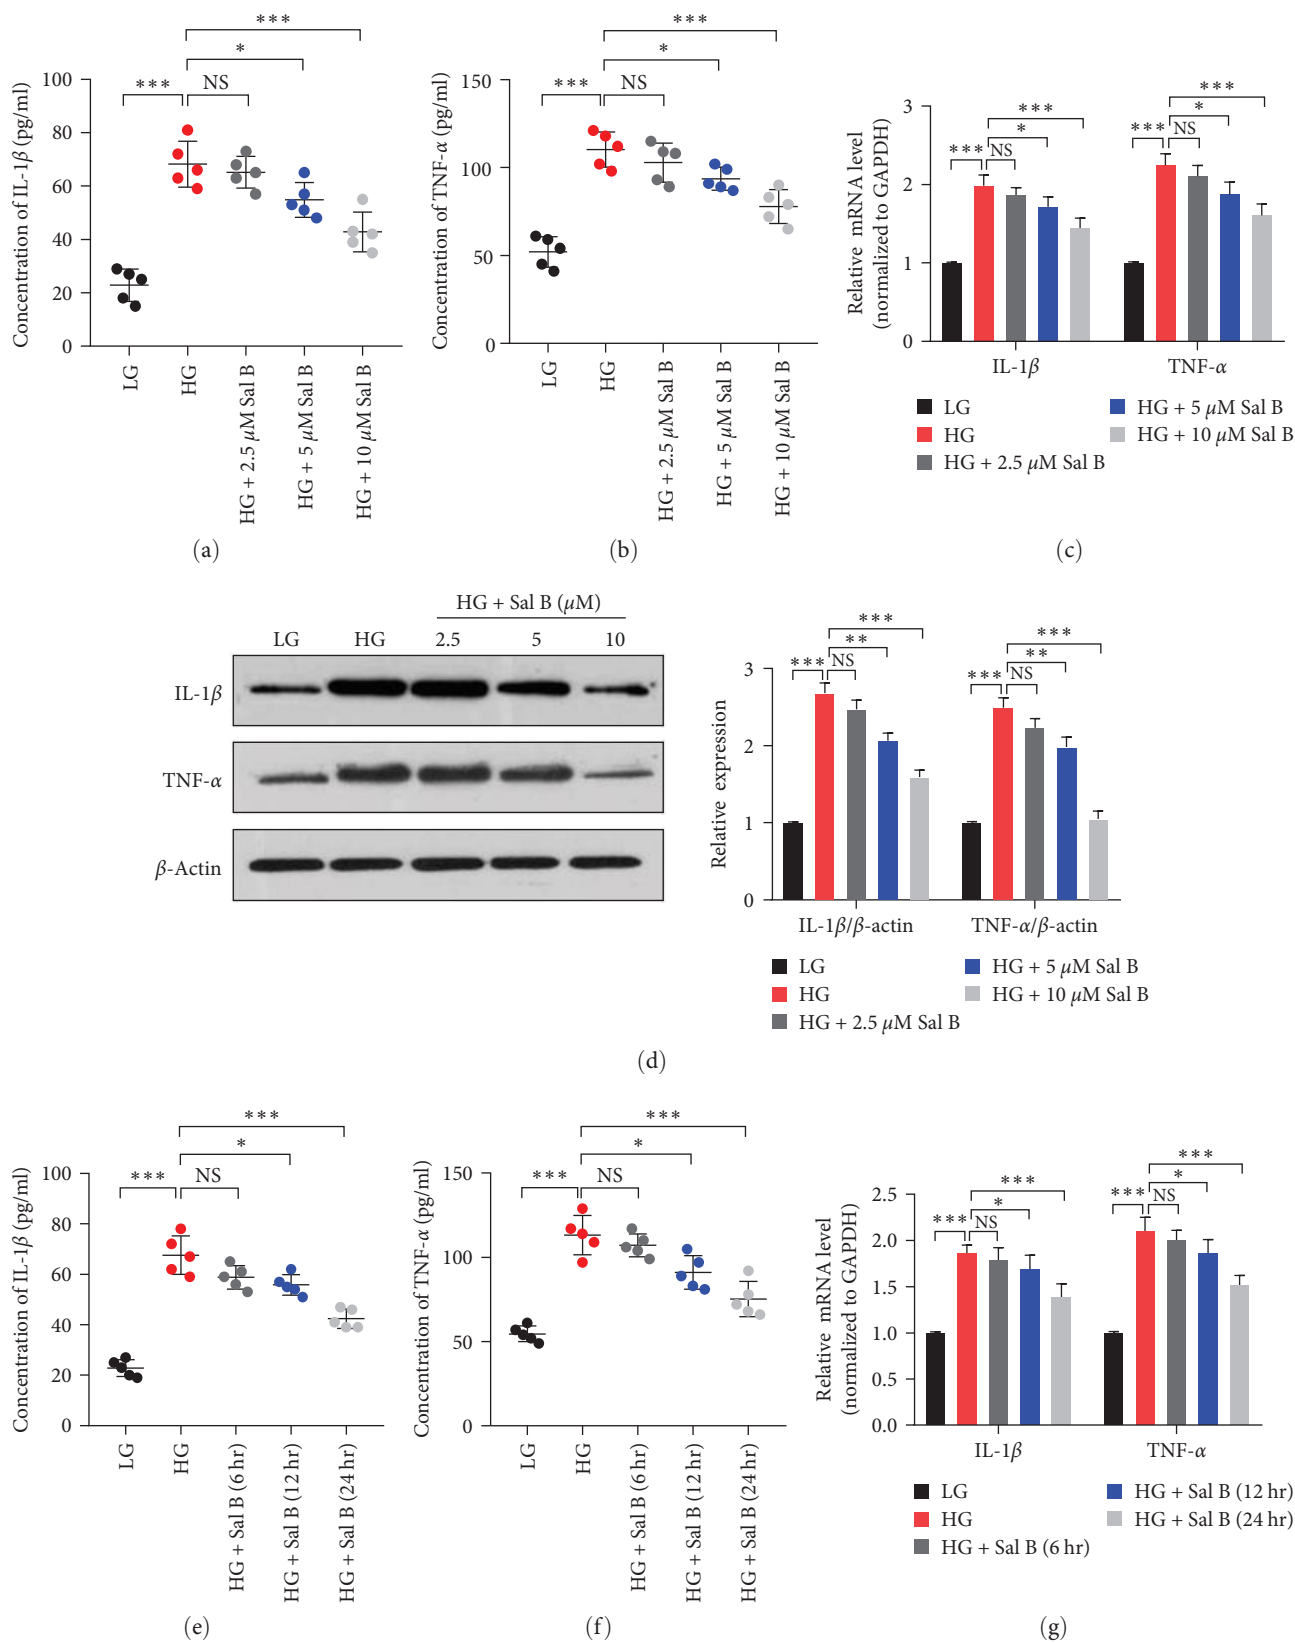 ***
*
*** NS
Concentration of IL-1β (pg/ml)
100
80
60
40
20
0
LG
HG
HG + 2.5 μM Sal B
HG + 5 μM Sal B
HG + 10 μM Sal B
(a)
***
*
*** NS
Concentration of TNF-α (pg/ml)
150
100
50
0
LG
HG
HG + 2.5 μM Sal B
HG + 5 μM Sal B
HG + 10 μM Sal B
(b)
*** ***
* *
*** NS *** NS
Relative mRNA level
(normalized to GAPDH)
3
2
1
0
IL-1β TNF-α
LG
HG
HG + 2.5 μM Sal B
HG + 5 μM Sal B
HG + 10 μM Sal B
(c)
HG + Sal B (μM)
LG HG 2.5 5 10
IL-1β
TNF-α
β-Actin
*** ***
** **
*** NS *** NS
Relative expression
3
2
1
0
IL-1β/β-actin TNF-α/β-actin
LG
HG
HG + 2.5 μM Sal B
HG + 5 μM Sal B
HG + 10 μM Sal B
(d)
***
*
*** NS
Concentration of IL-1β (pg/ml)
100
80
60
40
20
0
LG
HG
HG + Sal B (6 hr)
HG + Sal B (12 hr)
HG + Sal B (24 hr)
(e)
***
*
*** NS
Concentration of TNF-α (pg/ml)
150
100
50
0
LG
HG
HG + Sal B (6 hr)
HG + Sal B (12 hr)
HG + Sal B (24 hr)
(f)
*** ***
* *
*** NS *** NS
Relative mRNA level
(normalized to GAPDH)
2.5
2.0
1.5
1.0
0.5
0.0
IL-1β TNF-α
LG
HG
HG + Sal B (6 hr)
HG + Sal B (12 hr)
HG + Sal B (24 hr)
(g)